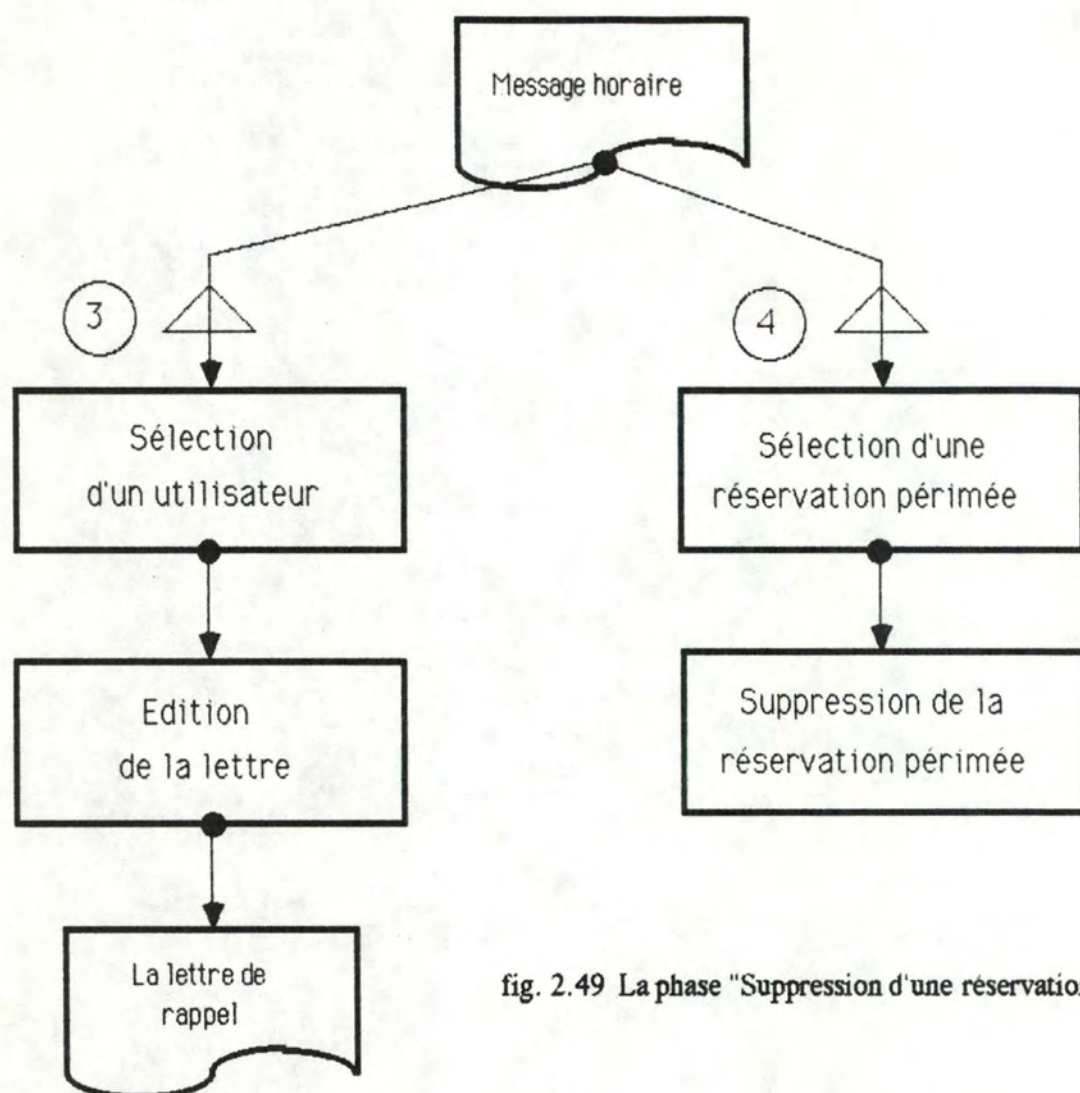 Message horaire
3
4
Sélection
d'un utilisateur
Sélection d'une
réservation périmée
Edition
de la lettre
Suppression de la
réservation périmée
La lettre de
rappel
fig. 2.49 La phase "Suppression d'une